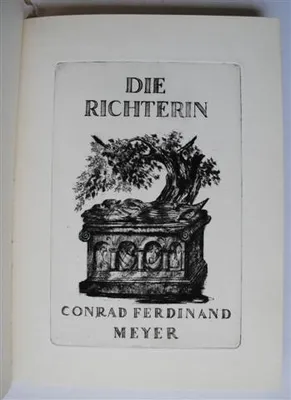 DIE
RICHTERIN
CONRAD FERDINAND
MEYER